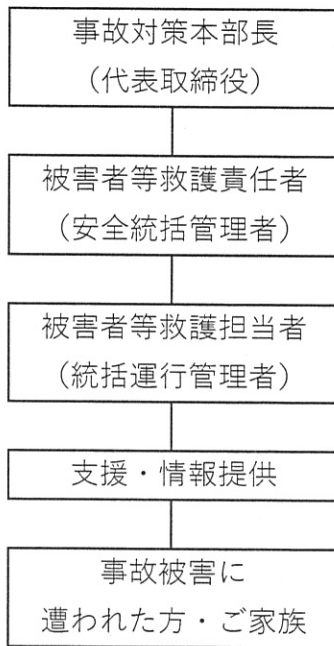 事故対策本部長
（代表取締役）
被害者等救護責任者
（安全統括管理者）
被害者等救護担当者
（統括運行管理者）
支援・情報提供
事故被害に
遭われた方・ご家族